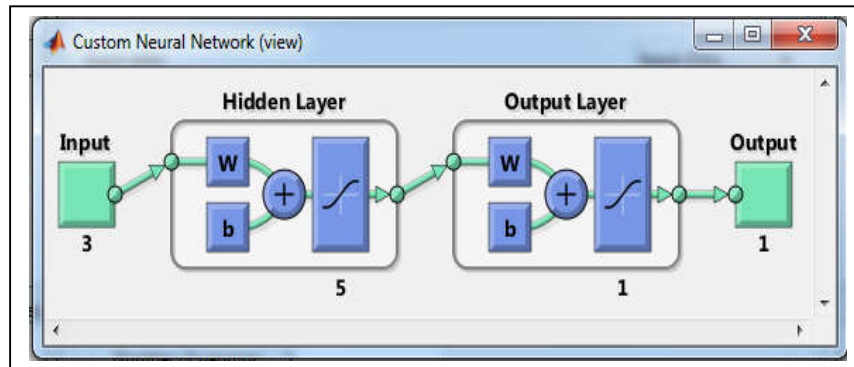 Custom Neural Network (view)
Hidden Layer
Output Layer
Input
Output
W
b
+
W
b
+
3
5
1
1